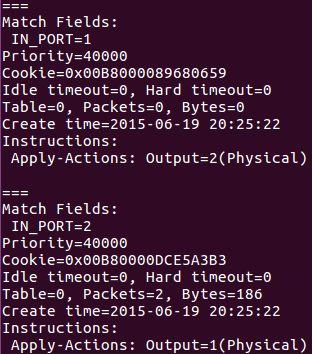 ===
Match Fields:
 IN_PORT=1
Priority=40000
Cookie=0x00B8000089680659
Idle timeout=0, Hard timeout=0
Table=0, Packets=0, Bytes=0
Create time=2015-06-19 20:25:22
Instructions:
 Apply-Actions: Output=2(Physical)

===
Match Fields:
 IN_PORT=2
Priority=40000
Cookie=0x00B80000DCE5A3B3
Idle timeout=0, Hard timeout=0
Table=0, Packets=2, Bytes=186
Create time=2015-06-19 20:25:22
Instructions:
 Apply-Actions: Output=1(Physical)